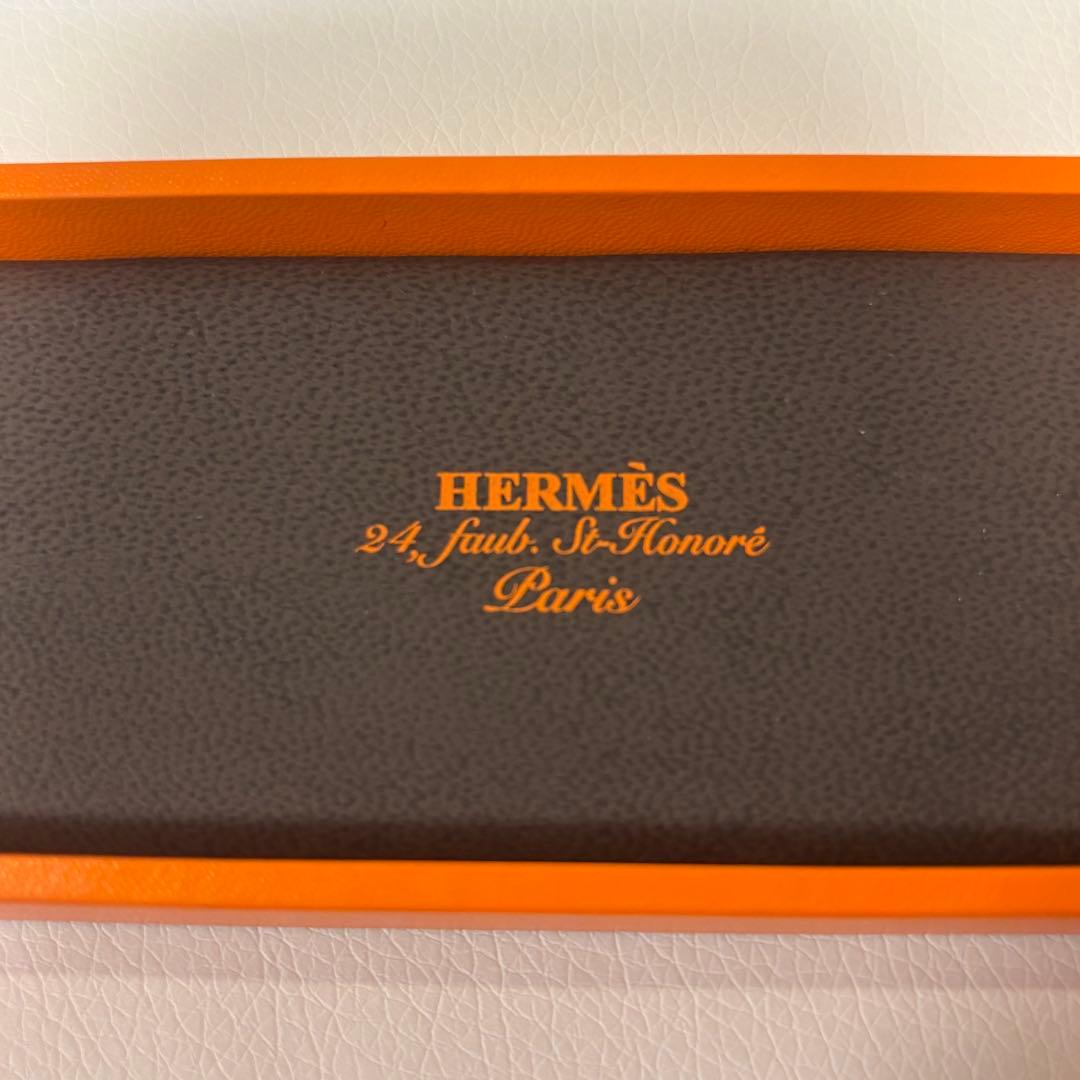 HERMÈS
24, faub. St-Honoré
Paris